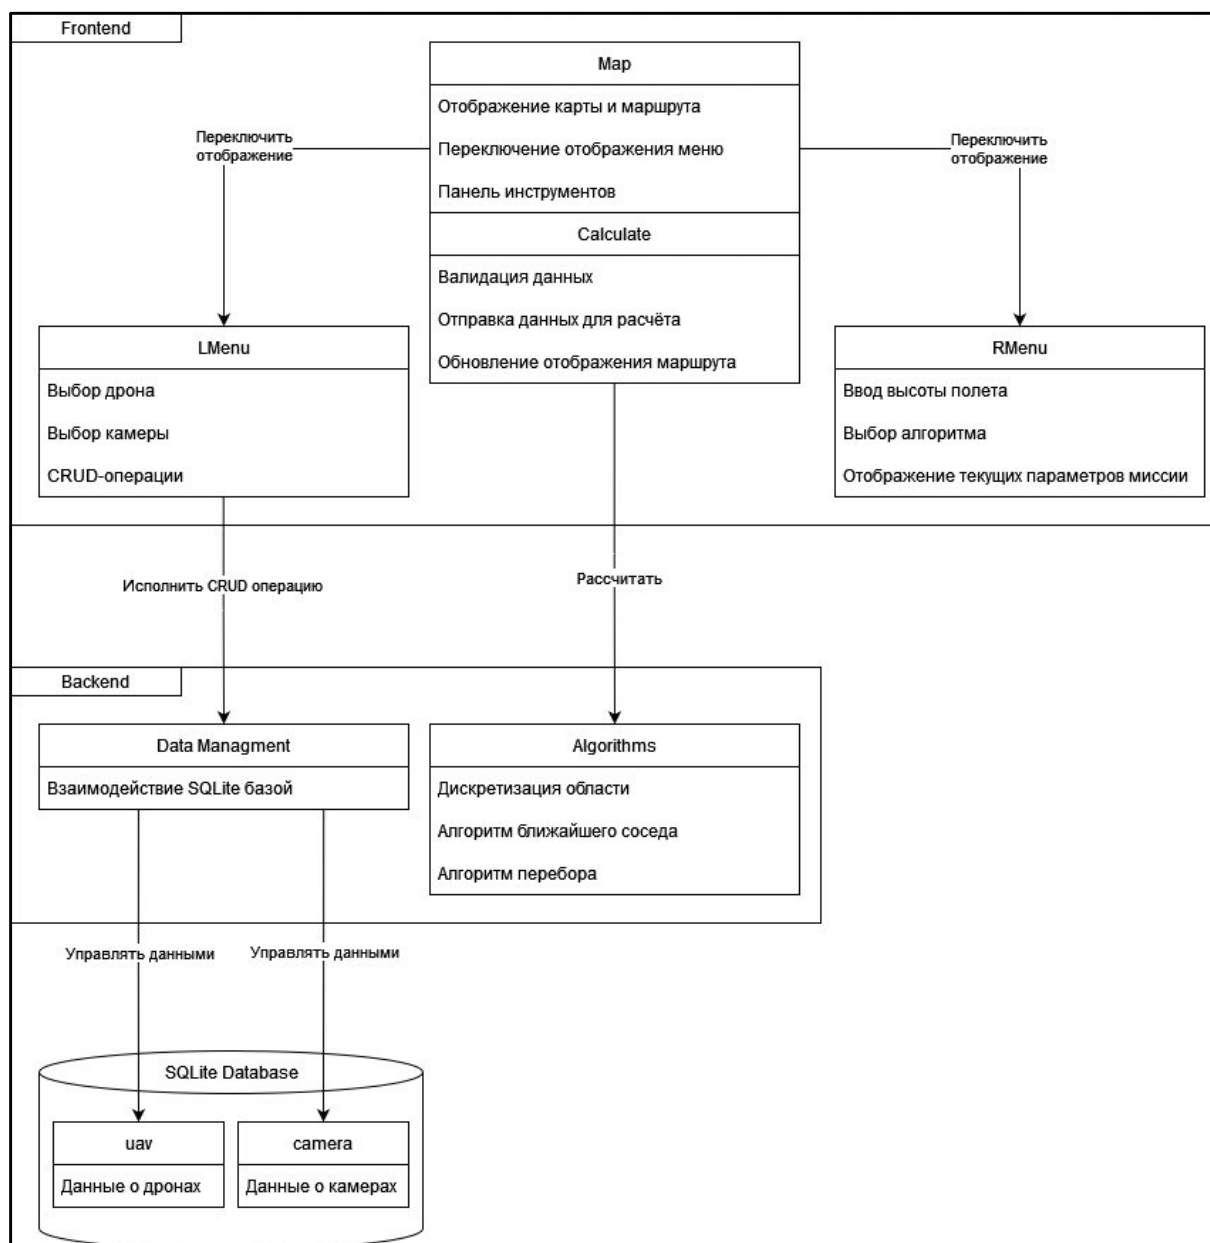 Frontend
Map
Отображение карты и маршрута
Переключение отображения меню
Панель инструментов
Переключить
отображение
Переключить
отображение
Calculate
Валидация данных
Отправка данных для расчёта
Обновление отображения маршрута
LMenu
Выбор дрона
Выбор камеры
CRUD-операции
RMenu
Ввод высоты полета
Выбор алгоритма
Отображение текущих параметров миссии
Исполнить CRUD операцию
Рассчитать
Backend
Data Managment
Взаимодействие SQLite базой
Algorithms
Дискретизация области
Алгоритм ближайшего соседа
Алгоритм перебора
Управлять данными
Управлять данными
SQLite Database
uav
Данные о дронах
camera
Данные о камерах